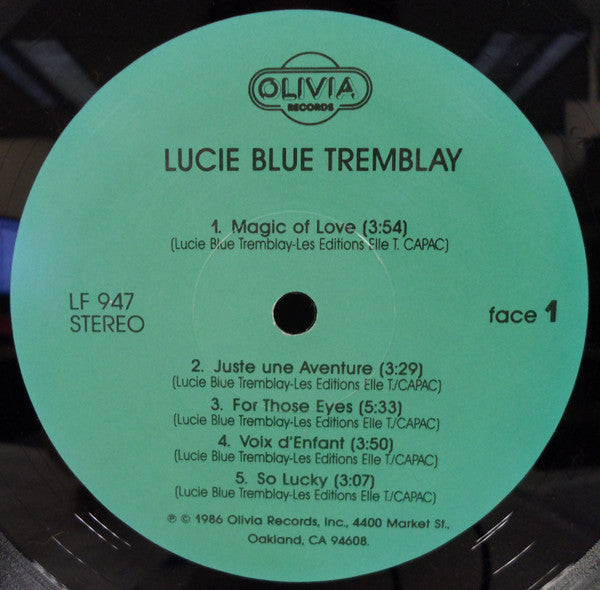 OLIVIA
RECORDS
LUCIE BLUE TREMBLAY
1. Magic of Love (3:54)
(Lucie Blue Tremblay-Les Editions Elle T. CAPAC)
LF 947
STEREO
face 1
2. Juste une Aventure (3:29)
(Lucie Blue Tremblay-Les Editions Elle T./CAPAC)
3. For Those Eyes (5:33)
(Lucie Blue Tremblay-Les Editions Elle T./CAPAC)
4. Voix d'Enfant (3:50)
(Lucie Blue Tremblay-Les Editions Elle T./CAPAC)
5. So Lucky (3:07)
(Lucie Blue Tremblay-Les Editions Elle T./CAPAC)
℗ © 1986 Olivia Records, Inc., 4400 Market St.,
Oakland, CA 94608.